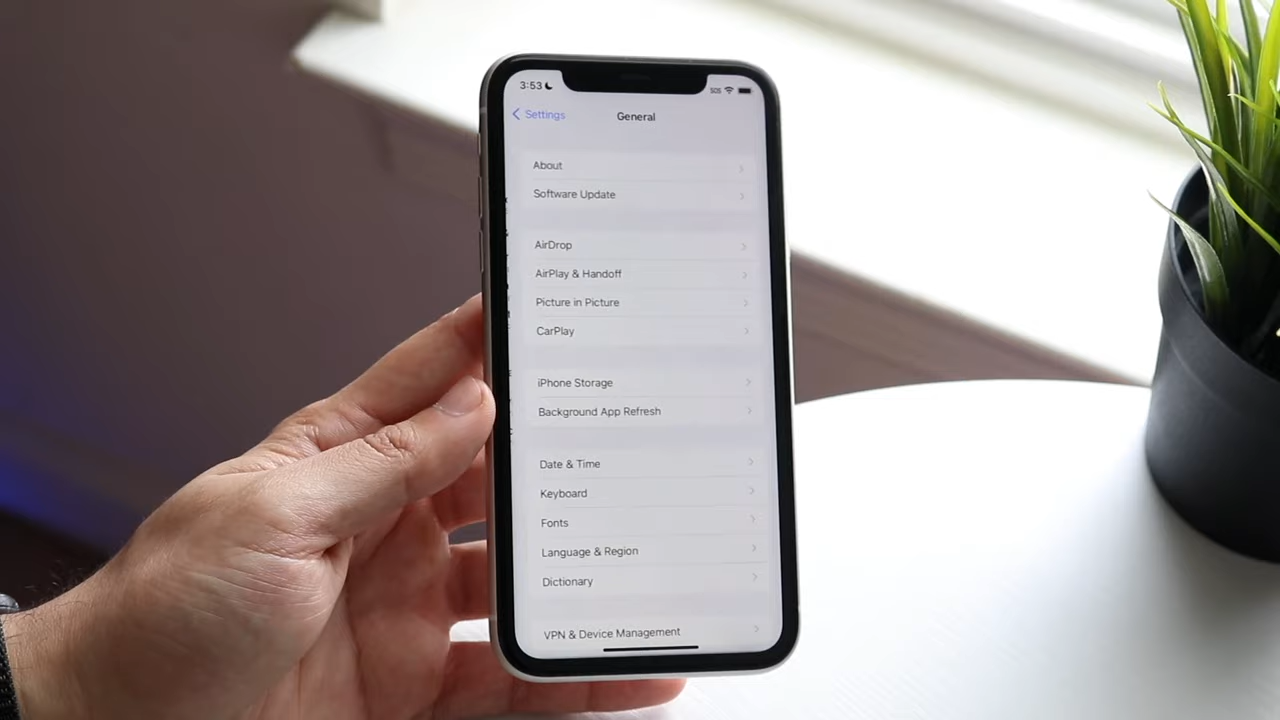 3:53
SOS
Settings
General
About
Software Update
AirDrop
AirPlay & Handoff
Picture in Picture
CarPlay
iPhone Storage
Background App Refresh
Date & Time
Keyboard
Fonts
Language & Region
Dictionary
VPN & Device Management